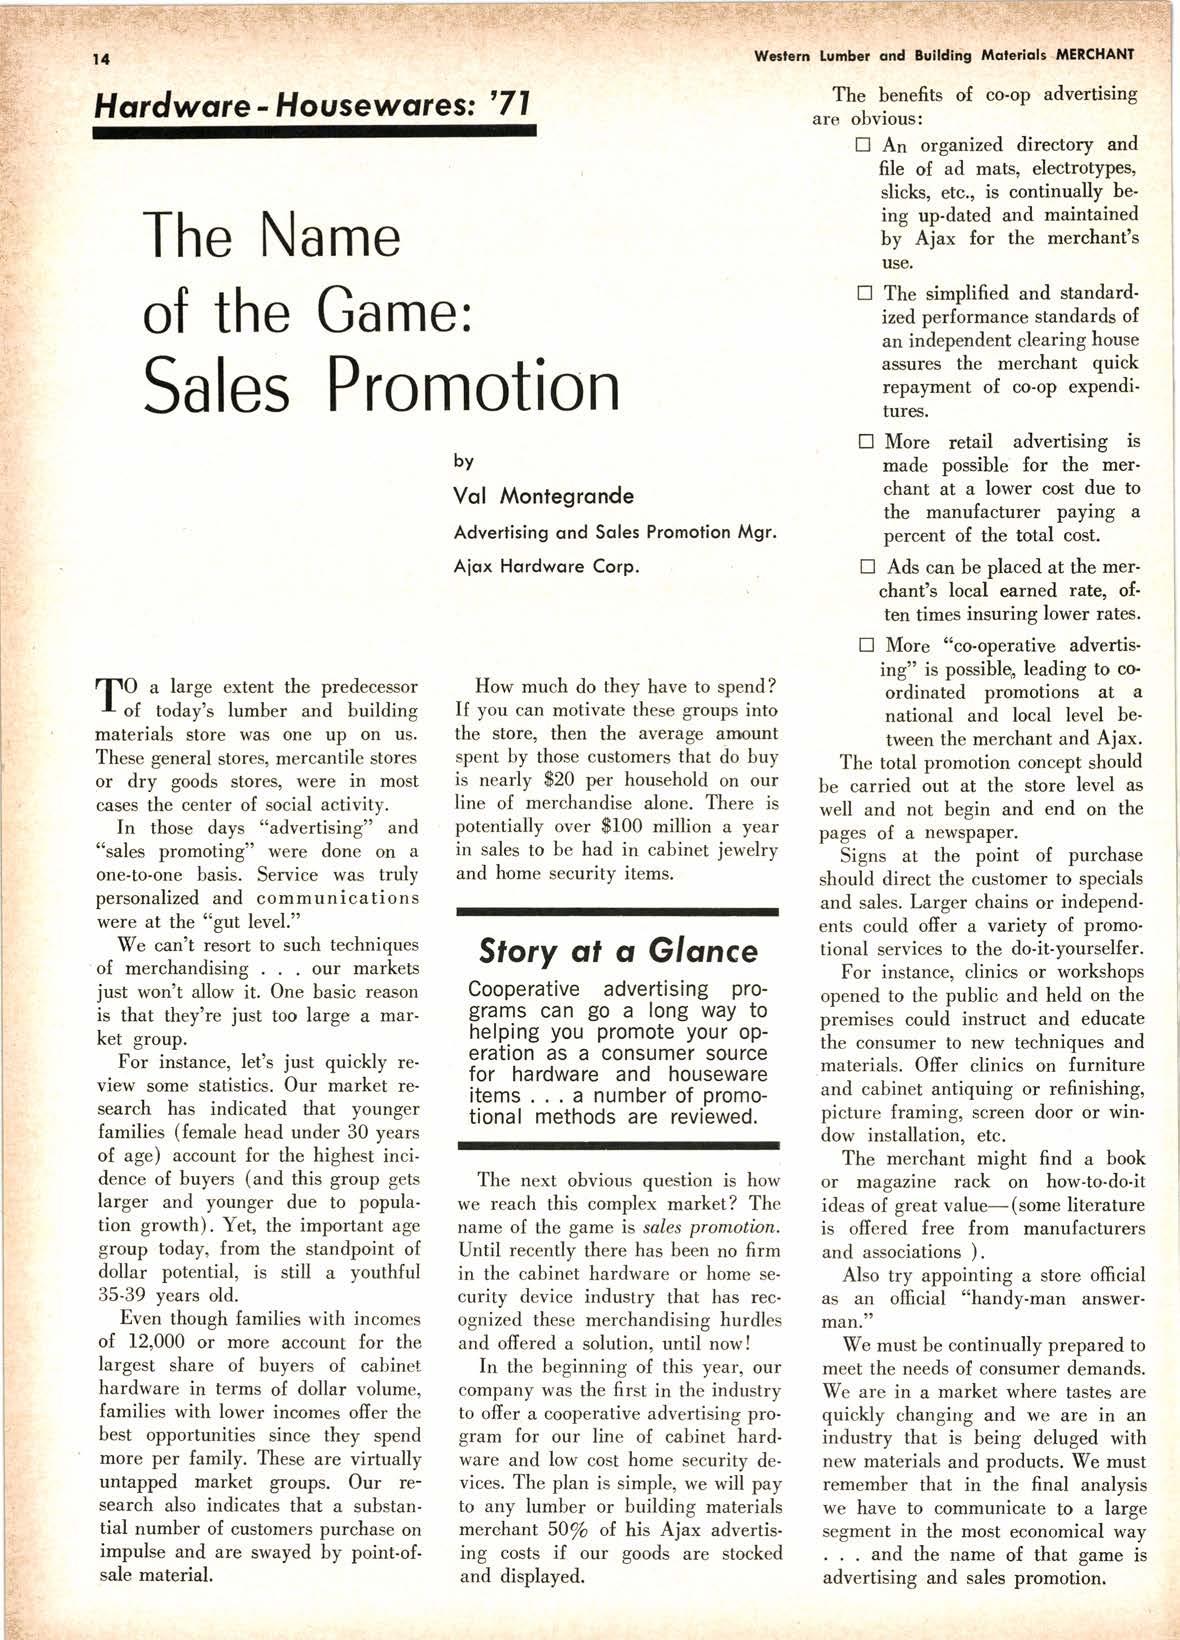 14
Western Lumber and Building Materials MERCHANT
Hardware - Housewares: '71
The Name
of the Game:
Sales Promotion
by
Val Montegrande
Advertising and Sales Promotion Mgr.
Ajax Hardware Corp.
TO a large extent the predecessor
of today's lumber and building
materials store was one up on us.
These general stores, mercantile stores
or dry goods stores, were in most
cases the center of social activity.
In those days "advertising" and
"sales promoting" were done on a
one-to-one basis. Service was truly
personalized and communications
were at the "gut level."
We can't resort to such techniques
of merchandising . . . our markets
just won't allow it. One basic reason
is that they're just too large a mar-
ket group.
For instance, let's just quickly re-
view some statistics. Our market re-
search has indicated that younger
families (female head under 30 years
of age) account for the highest inci-
dence of buyers (and this group gets
larger and younger due to popula-
tion growth). Yet, the important age
group today, from the standpoint of
dollar potential, is still a youthful
35-39 years old.
Even though families with incomes
of 12,000 or more account for the
largest share of buyers of cabinet
hardware in terms of dollar volume,
families with lower incomes offer the
best opportunities since they spend
more per family. These are virtually
untapped market groups. Our re-
search also indicates that a substan-
tial number of customers purchase on
impulse and are swayed by point-of-
sale material.
How much do they have to spend?
If you can motivate these groups into
the store, then the average amount
spent by those customers that do buy
is nearly $20 per household on our
line of merchandise alone. There is
potentially over $100 million a year
in sales to be had in cabinet jewelry
and home security items.
Story at a Glance
Cooperative advertising pro-
grams can go a long way to
helping you promote your op-
eration as a consumer source
for hardware and houseware
items . . . a number of promo-
tional methods are reviewed.
The next obvious question is how
we reach this complex market? The
name of the game is sales promotion.
Until recently there has been no firm
in the cabinet hardware or home se-
curity device industry that has rec-
ognized these merchandising hurdles
and offered a solution, until now!
In the beginning of this year, our
company was the first in the industry
to offer a cooperative advertising pro-
gram for our line of cabinet hard-
ware and low cost home security de-
vices. The plan is simple, we will pay
to any lumber or building materials
merchant 50% of his Ajax advertis-
ing costs if our goods are stocked
and displayed.
The benefits of co-op advertising
are obvious:
☐ An organized directory and
file of ad mats, electrotypes,
slicks, etc., is continually be-
ing up-dated and maintained
by Ajax for the merchant's
use.
☐ The simplified and standard-
ized performance standards of
an independent clearing house
assures the merchant quick
repayment of co-op expendi-
tures.
☐ More retail advertising is
made possible for the mer-
chant at a lower cost due to
the manufacturer paying a
percent of the total cost.
☐ Ads can be placed at the mer-
chant's local earned rate, of-
ten times insuring lower rates.
☐ More "co-operative advertis-
ing" is possible, leading to co-
ordinated promotions at a
national and local level be-
tween the merchant and Ajax.
The total promotion concept should
be carried out at the store level as
well and not begin and end on the
pages of a newspaper.
Signs at the point of purchase
should direct the customer to specials
and sales. Larger chains or independ-
ents could offer a variety of promo-
tional services to the do-it-yourselfer.
For instance, clinics or workshops
opened to the public and held on the
premises could instruct and educate
the consumer to new techniques and
materials. Offer clinics on furniture
and cabinet antiquing or refinishing,
picture framing, screen door or win-
dow installation, etc.
The merchant might find a book
or magazine rack on how-to-do-it
ideas of great value—(some literature
is offered free from manufacturers
and associations ).
Also try appointing a store official
as an official "handy-man answer-
man."
We must be continually prepared to
meet the needs of consumer demands.
We are in a market where tastes are
quickly changing and we are in an
industry that is being deluged with
new materials and products. We must
remember that in the final analysis
we have to communicate to a large
segment in the most economical way
. . . and the name of that game is
advertising and sales promotion.